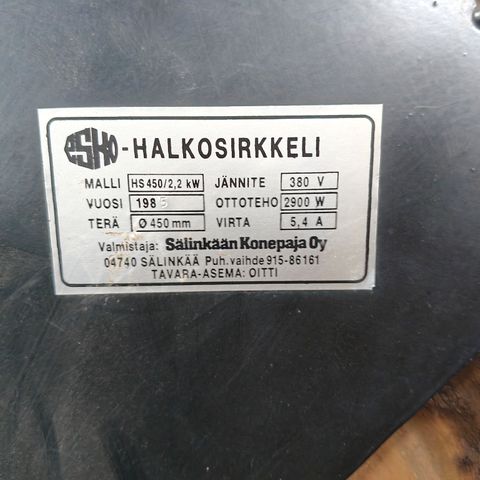 ESKO-HALKOSIRKKELI
MALLI HS 450/2,2 kW JÄNNITE 380 V
VUOSI 1985 OTTOTEHO 2900 W
TERÄ Ø 450 mm VIRTA 5,4 A
Valmistaja: Sälinkään Konepaja Oy
04740 SÄLINKÄÄ Puh. vaihde 915-86161
TAVARA-ASEMA: OITTI